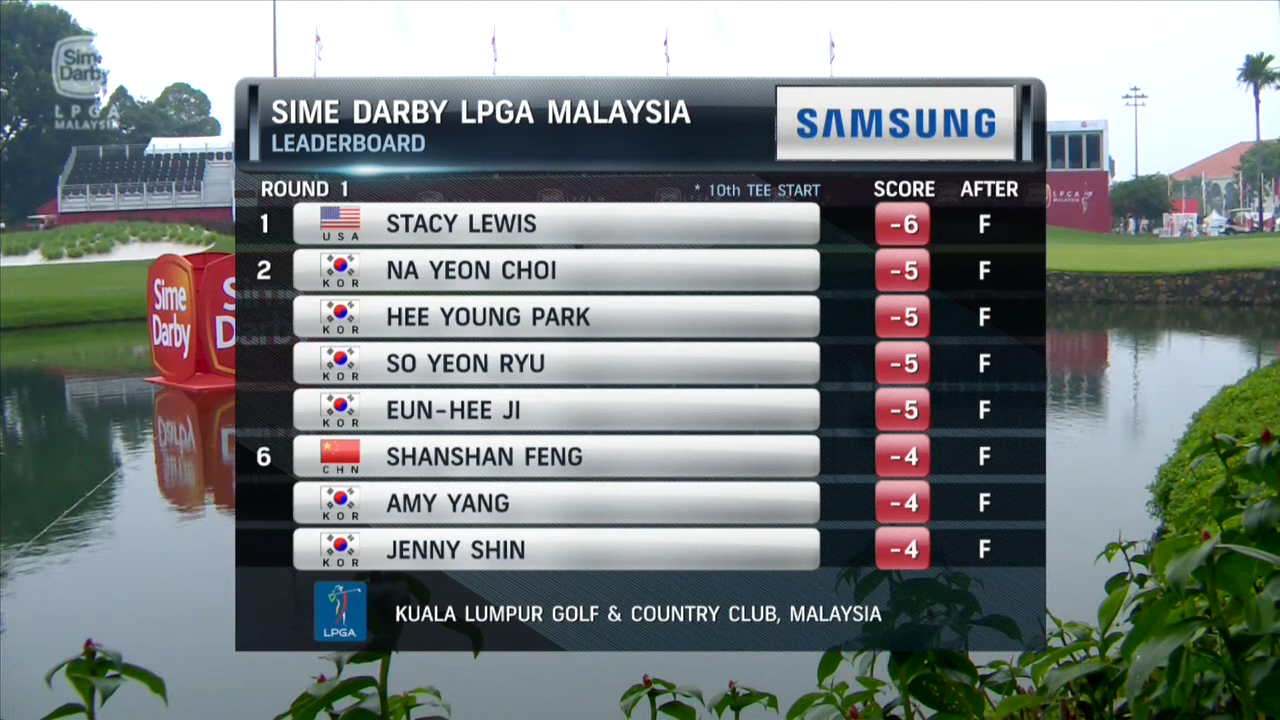 Sime
Darby
LPGA
MALAYSIA
SIME DARBY LPGA MALAYSIA
SAMSUNG
LEADERBOARD
ROUND 1 * 10th TEE START SCORE AFTER
1 USA STACY LEWIS -6 F
2 KOR NA YEON CHOI -5 F
KOR HEE YOUNG PARK -5 F
KOR SO YEON RYU -5 F
KOR EUN-HEE JI -5 F
6 CHN SHANSHAN FENG -4 F
KOR AMY YANG -4 F
KOR JENNY SHIN -4 F
LPGA
KUALA LUMPUR GOLF & COUNTRY CLUB, MALAYSIA
Sime
Darby
LPGA
MALAYSIA